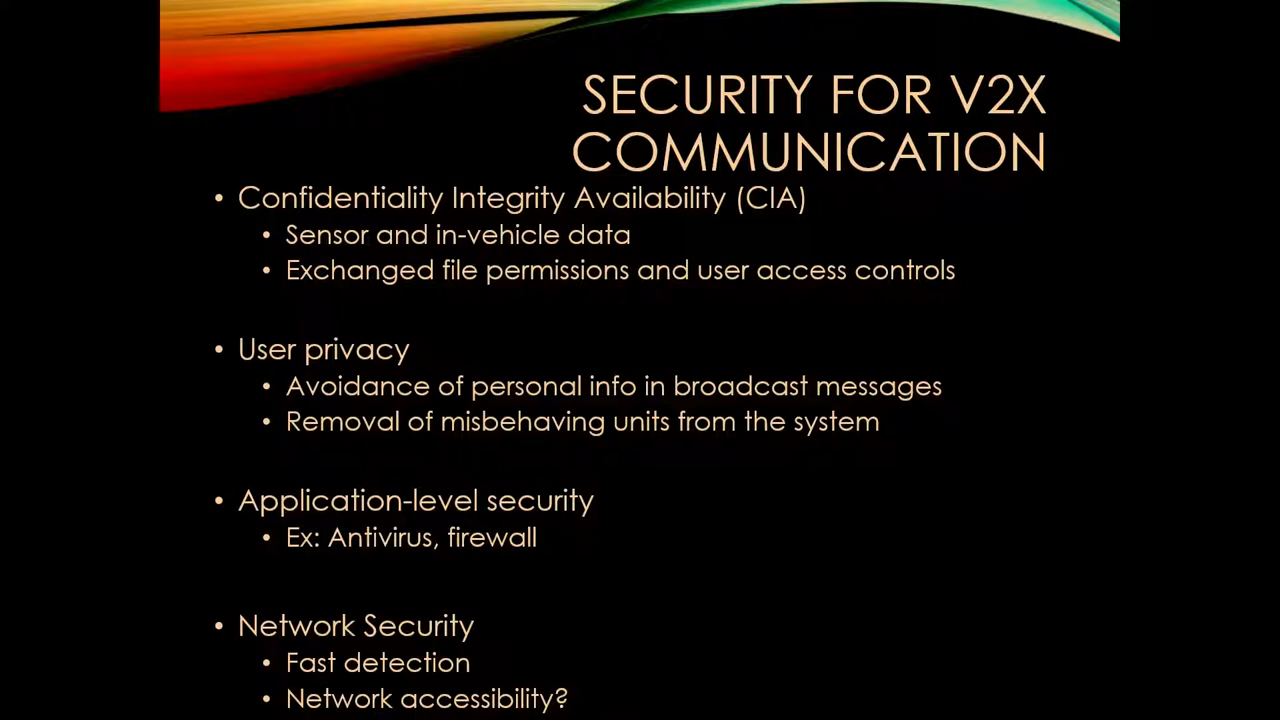 SECURITY FOR V2X
COMMUNICATION
• Confidentiality Integrity Availability (CIA)
• Sensor and in-vehicle data
• Exchanged file permissions and user access controls
• User privacy
• Avoidance of personal info in broadcast messages
• Removal of misbehaving units from the system
• Application-level security
• Ex: Antivirus, firewall
• Network Security
• Fast detection
• Network accessibility?